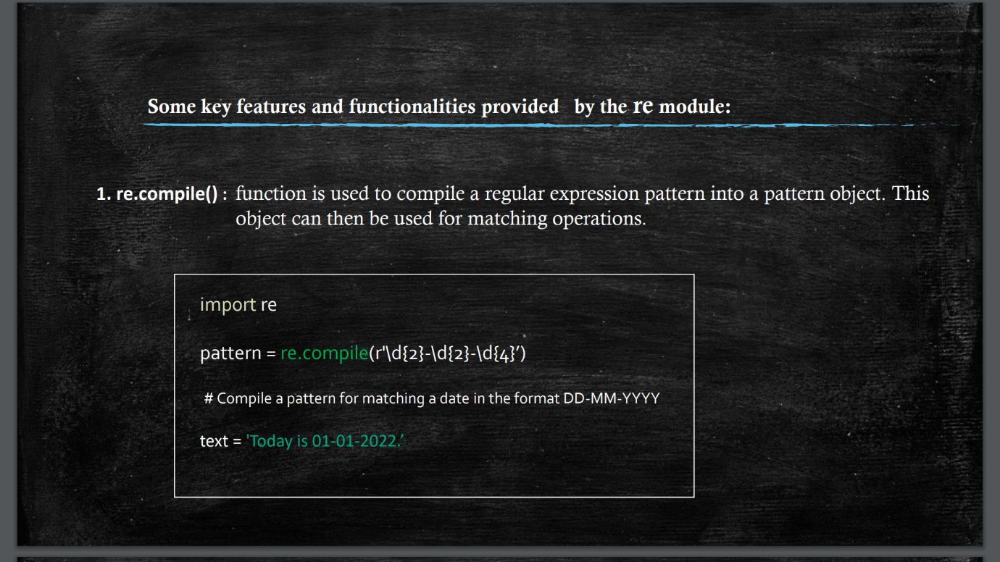 Some key features and functionalities provided by the re module:
1. re.compile() : function is used to compile a regular expression pattern into a pattern object. This
object can then be used for matching operations.
import re
pattern = re.compile(r'\d{2}-\d{2}-\d{4}’)
# Compile a pattern for matching a date in the format DD-MM-YYYY
text = 'Today is 01-01-2022.’